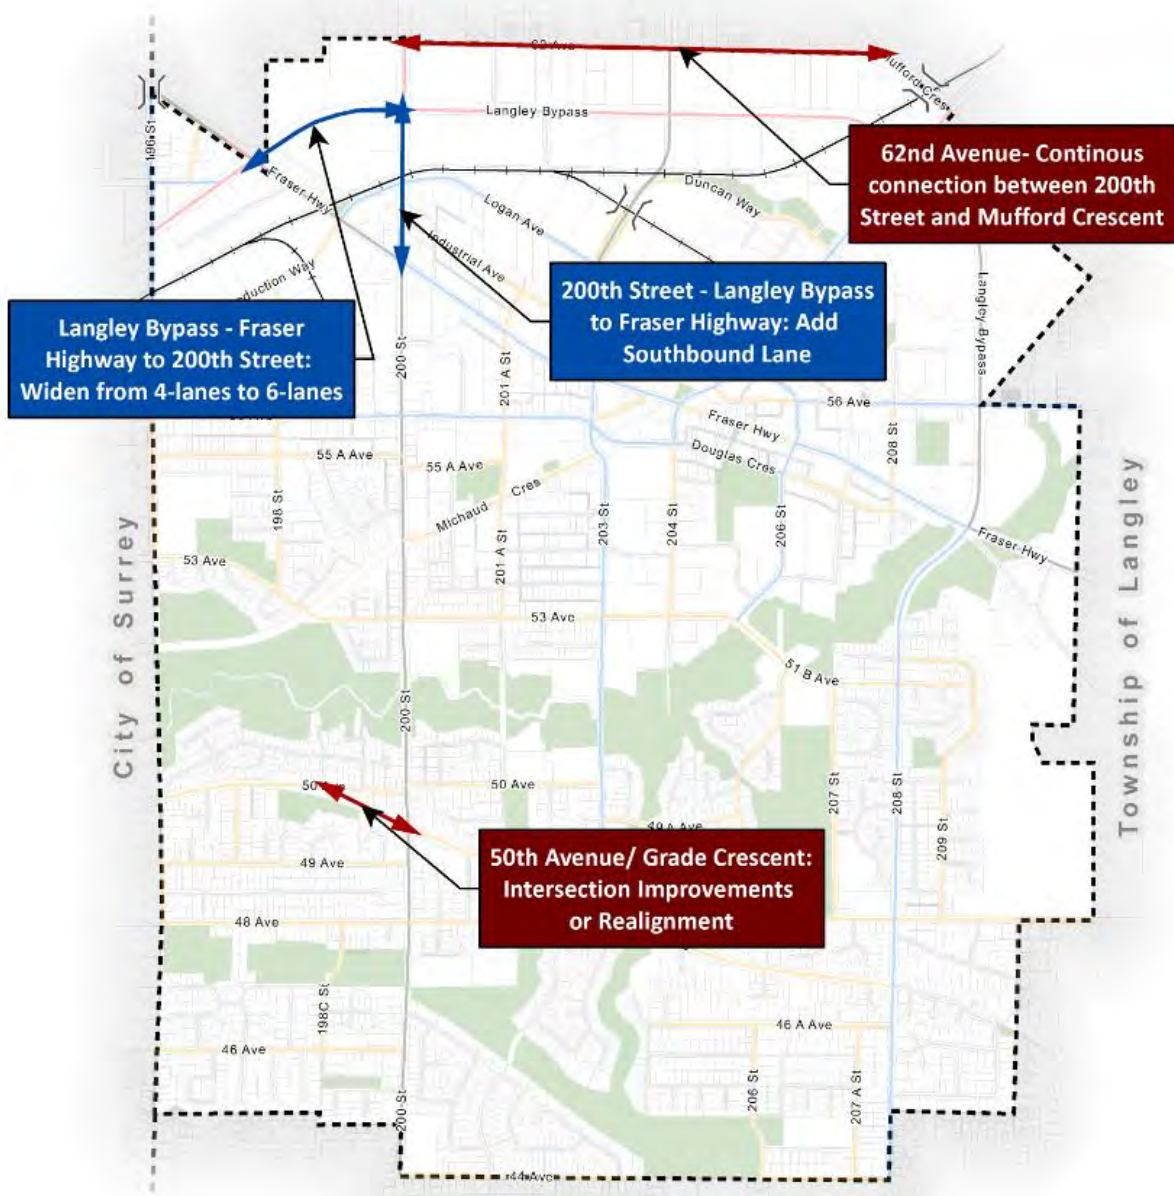 62 Ave
Mufford Cres
Langley Bypass
196 St
62nd Avenue- Continous
connection between 200th
Street and Mufford Crescent
Fraser Hwy
Duncan Way
Logan Ave
Industrial Ave
200th Street - Langley Bypass
to Fraser Highway: Add
Southbound Lane
Langley Bypass
Langley Bypass - Fraser
Highway to 200th Street:
Widen from 4-lanes to 6-lanes
200 St
201 A St
56 Ave
Fraser Hwy
208 St
Douglas Cres
55 A Ave
55 A Ave
Michaud Cres
198 St
203 St
204 St
206 St
Fraser Hwy
53 Ave
201 A St
53 Ave
City of Surrey
Township of Langley
51 B Ave
200 St
50 Ave
50 Ave
207 St
208 St
209 St
49 A Ave
49 Ave
50th Avenue/ Grade Crescent:
Intersection Improvements
or Realignment
48 Ave
198C St
46 A Ave
46 Ave
200 St
206 St
207 A St
44 Ave